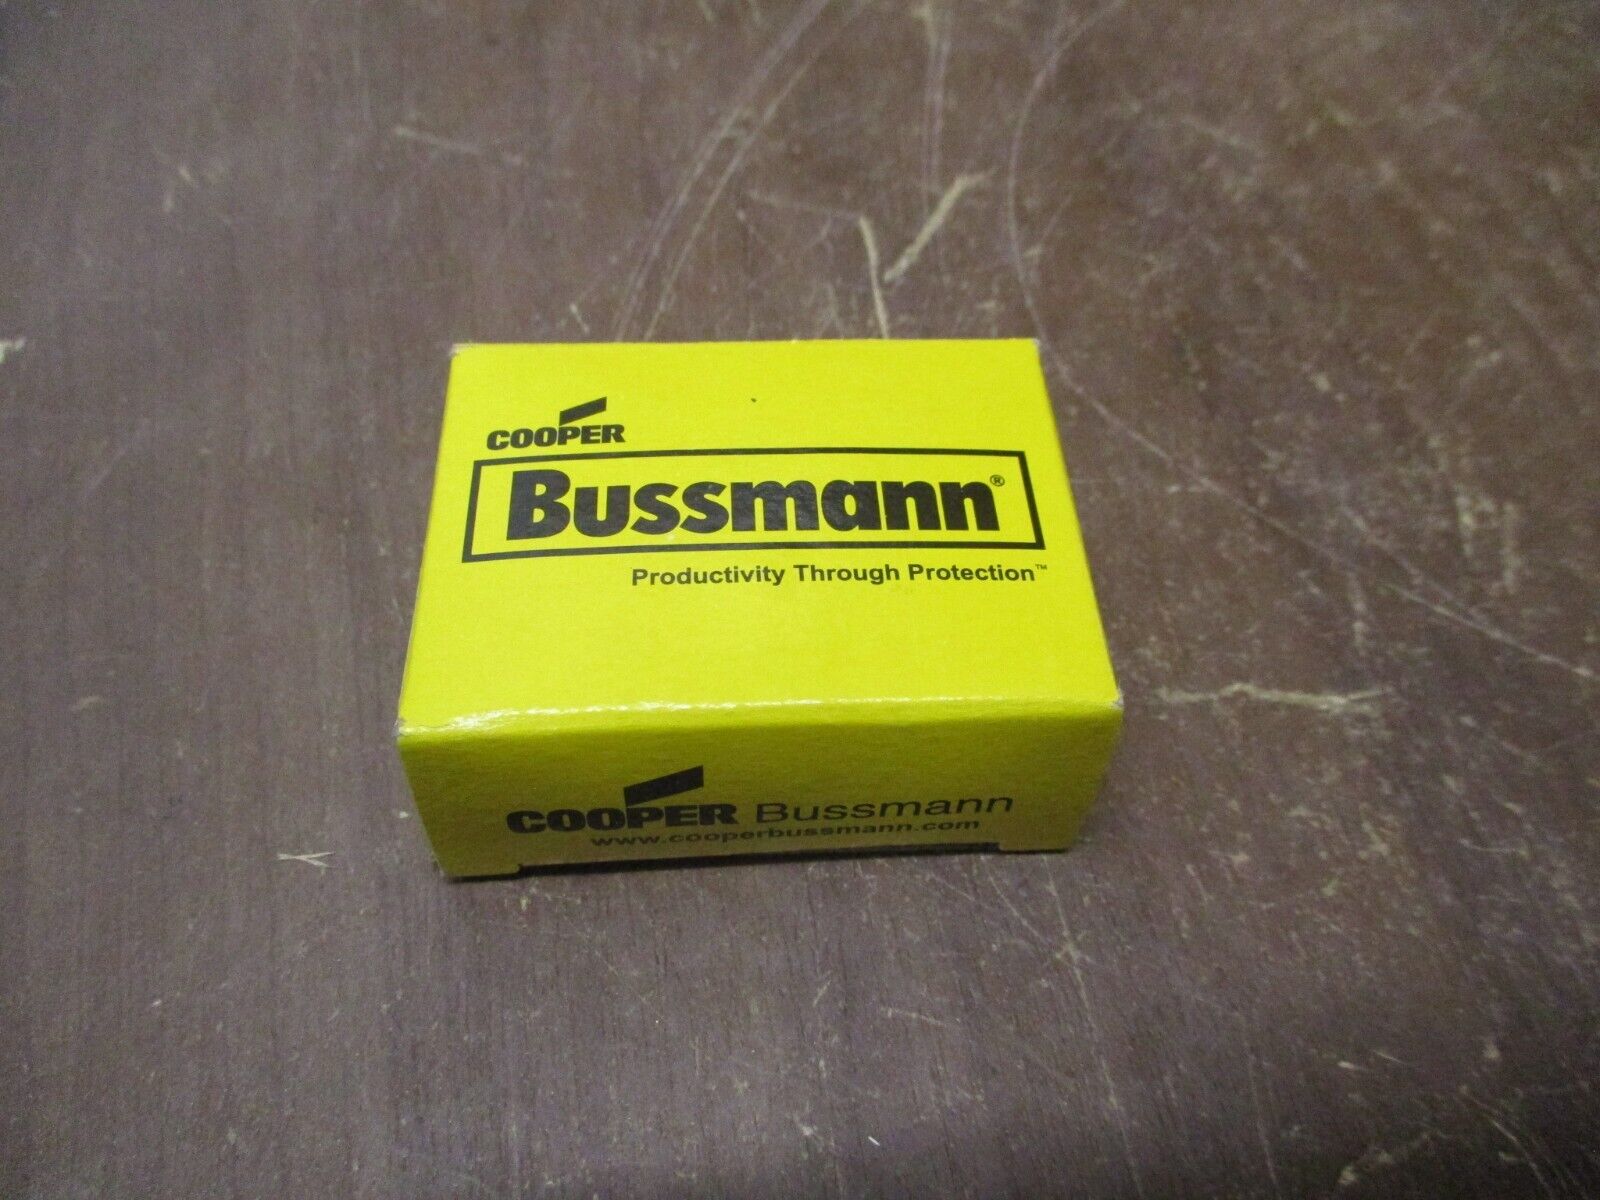 COOPER
Bussmann®
Productivity Through Protection™
COOPER Bussmann
www.cooperbussmann.com